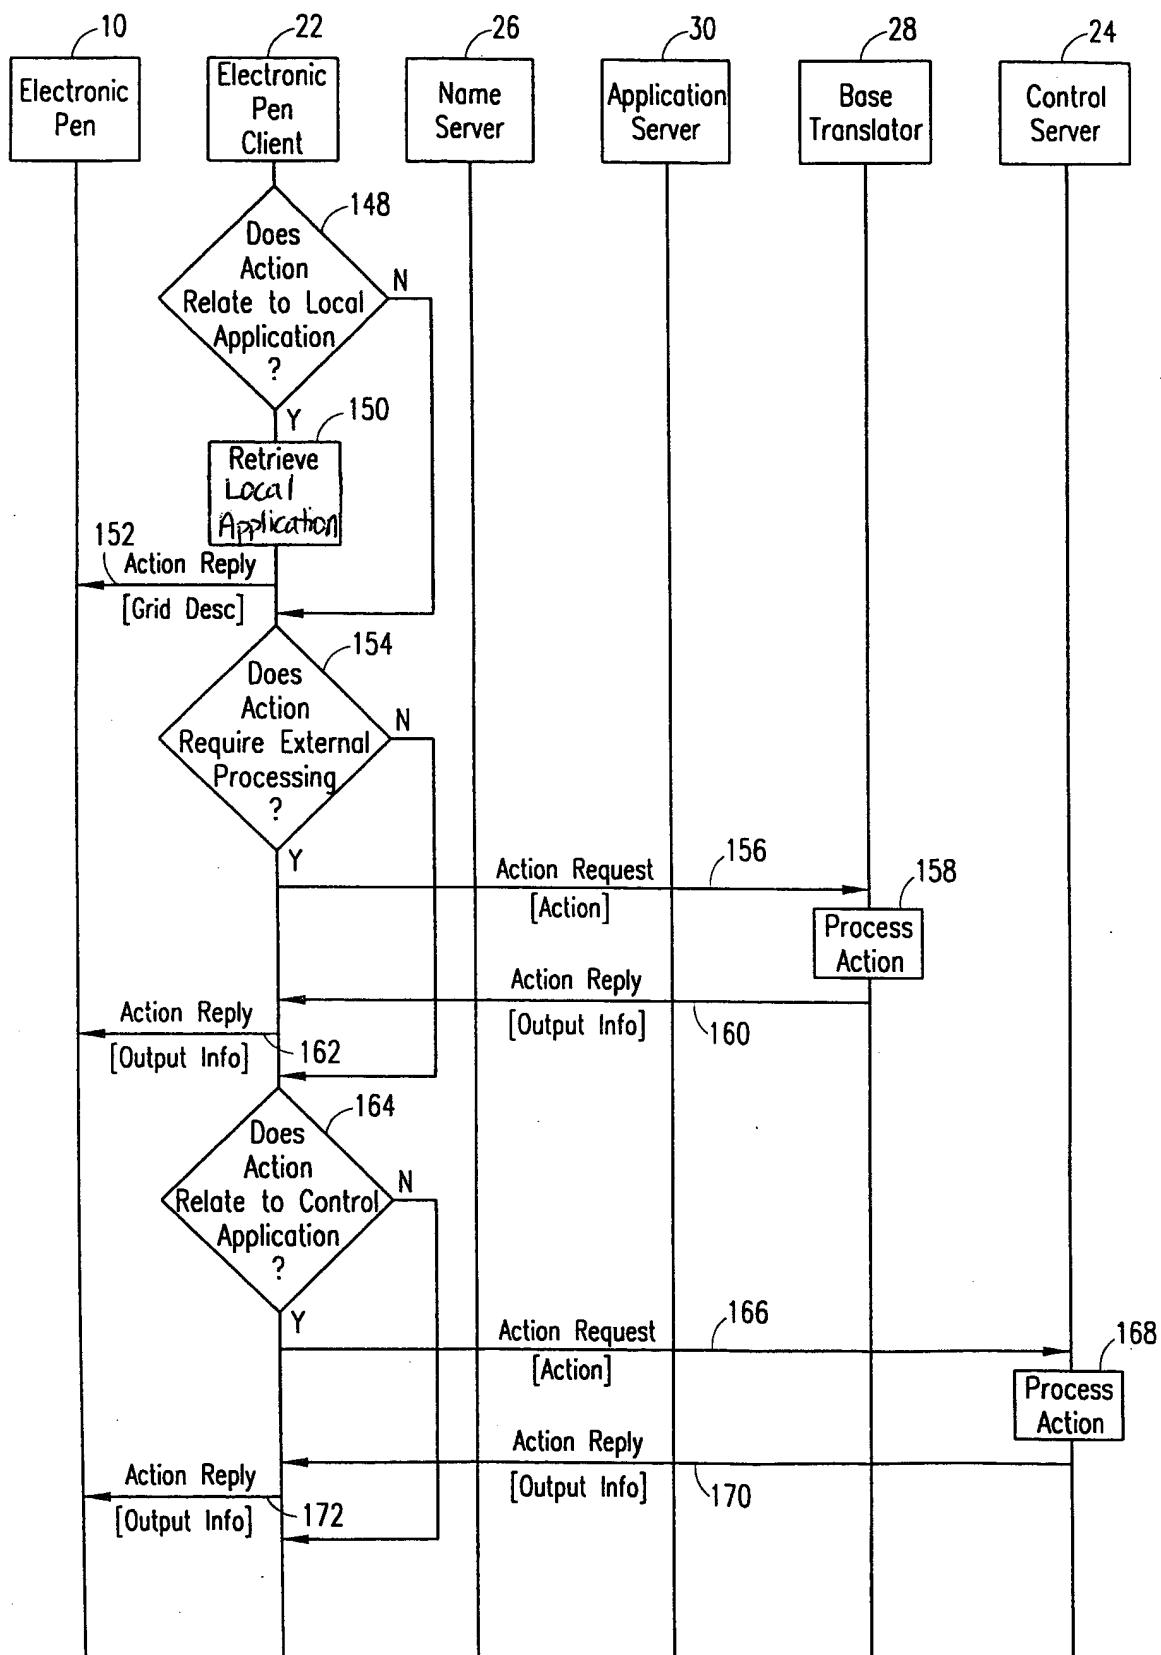 10
22
26
30
28
24
Electronic
Pen
Electronic
Pen
Client
Name
Server
Application
Server
Base
Translator
Control
Server
148
Does
Action
Relate to Local
Application
?
N
Y
150
Retrieve
Local
Application
152
Action Reply
[Grid Desc]
154
Does
Action
Require External
Processing
?
N
Y
Action Request
156
[Action]
158
Process
Action
Action Reply
[Output Info]
160
Action Reply
[Output Info]
162
164
Does
Action
Relate to Control
Application
?
N
Y
Action Request
166
[Action]
168
Process
Action
Action Reply
[Output Info]
170
Action Reply
[Output Info]
172